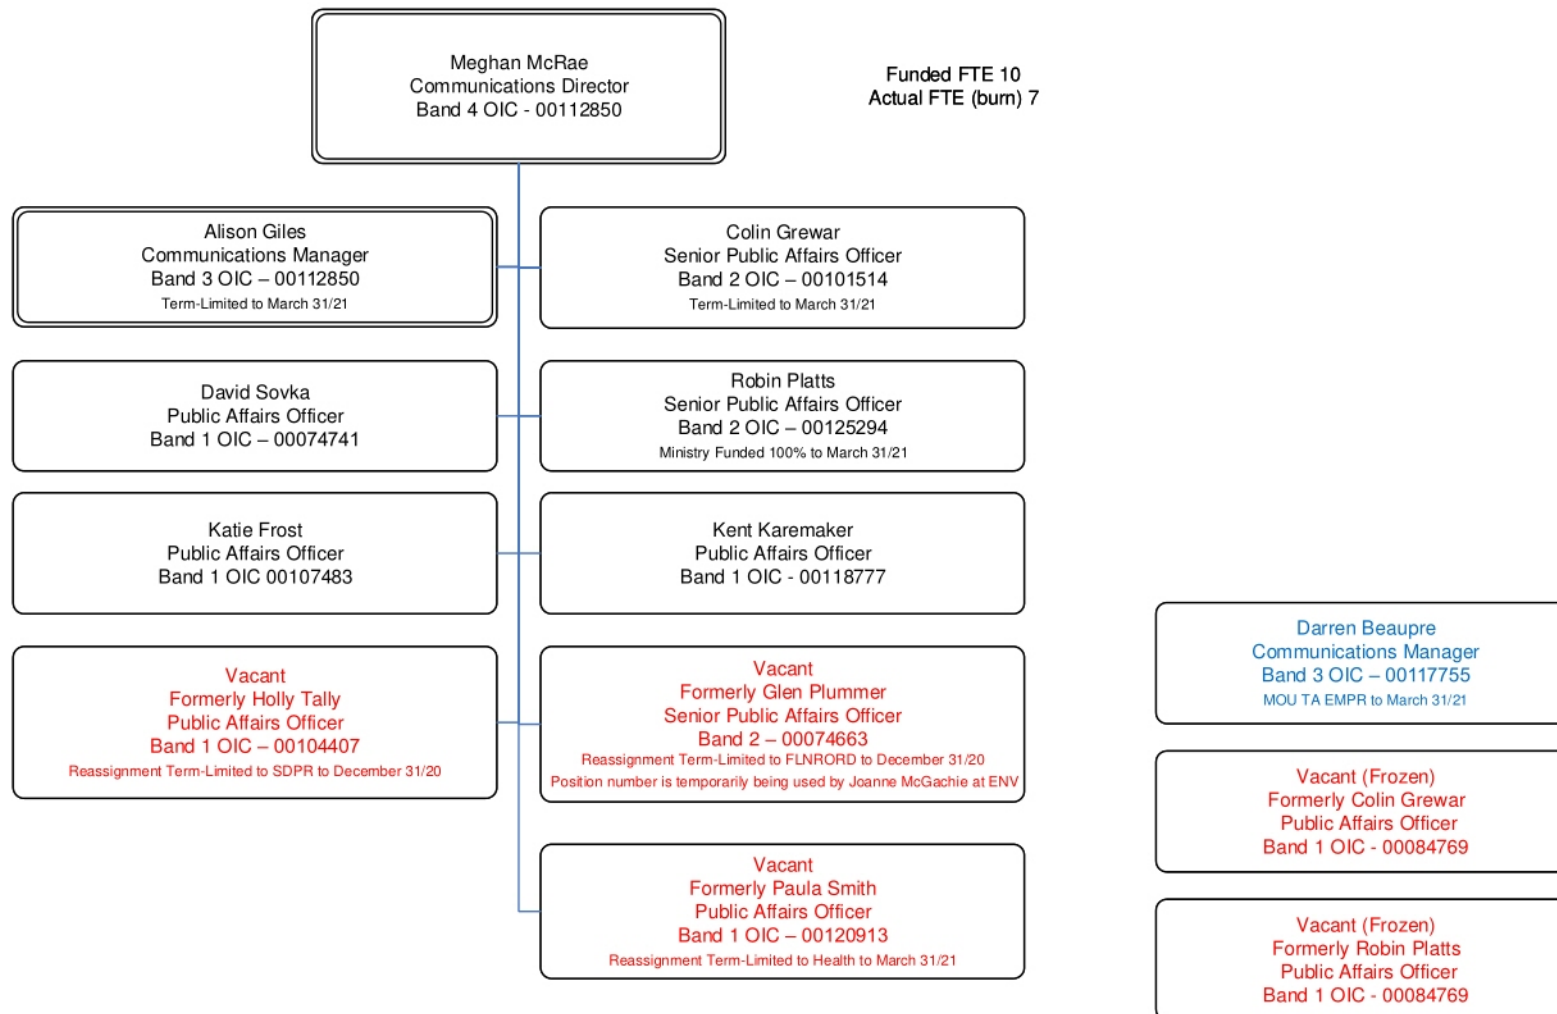 Meghan McRae
Communications Director
Band 4 OIC - 00112850
Funded FTE 10
Actual FTE (burn) 7
Alison Giles
Communications Manager
Band 3 OIC – 00112850
Term-Limited to March 31/21
Colin Grewar
Senior Public Affairs Officer
Band 2 OIC – 00101514
Term-Limited to March 31/21
David Sovka
Public Affairs Officer
Band 1 OIC – 00074741
Robin Platts
Senior Public Affairs Officer
Band 2 OIC – 00125294
Ministry Funded 100% to March 31/21
Katie Frost
Public Affairs Officer
Band 1 OIC 00107483
Kent Karemaker
Public Affairs Officer
Band 1 OIC - 00118777
Vacant
Formerly Holly Tally
Public Affairs Officer
Band 1 OIC – 00104407
Reassignment Term-Limited to SDPR to December 31/20
Vacant
Formerly Glen Plummer
Senior Public Affairs Officer
Band 2 – 00074663
Reassignment Term-Limited to FLNRORD to December 31/20
Position number is temporarily being used by Joanne McGachie at ENV
Vacant
Formerly Paula Smith
Public Affairs Officer
Band 1 OIC – 00120913
Reassignment Term-Limited to Health to March 31/21
Darren Beaupre
Communications Manager
Band 3 OIC – 00117755
MOU TA EMPR to March 31/21
Vacant (Frozen)
Formerly Colin Grewar
Public Affairs Officer
Band 1 OIC - 00084769
Vacant (Frozen)
Formerly Robin Platts
Public Affairs Officer
Band 1 OIC - 00084769